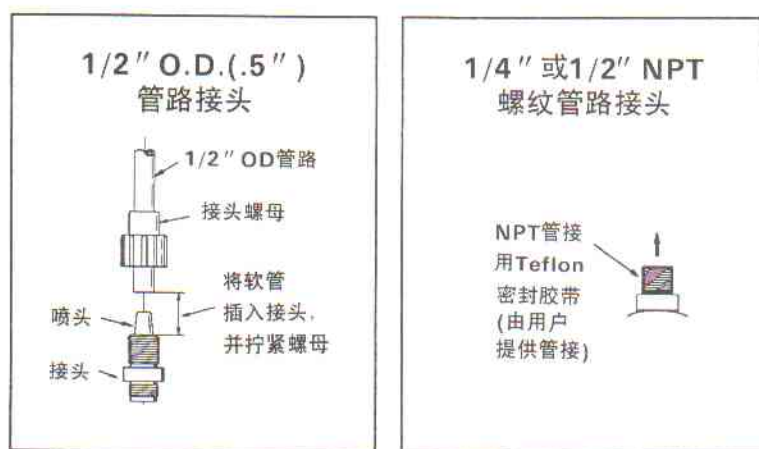 1/2" O.D.(.5")
管路接头
1/2" OD管路
接头螺母
将软管
插入接头,
并拧紧螺母
喷头
接头
1/4" 或1/2" NPT
螺纹管路接头
NPT管接
用Teflon
密封胶带
(由用户
提供管接)